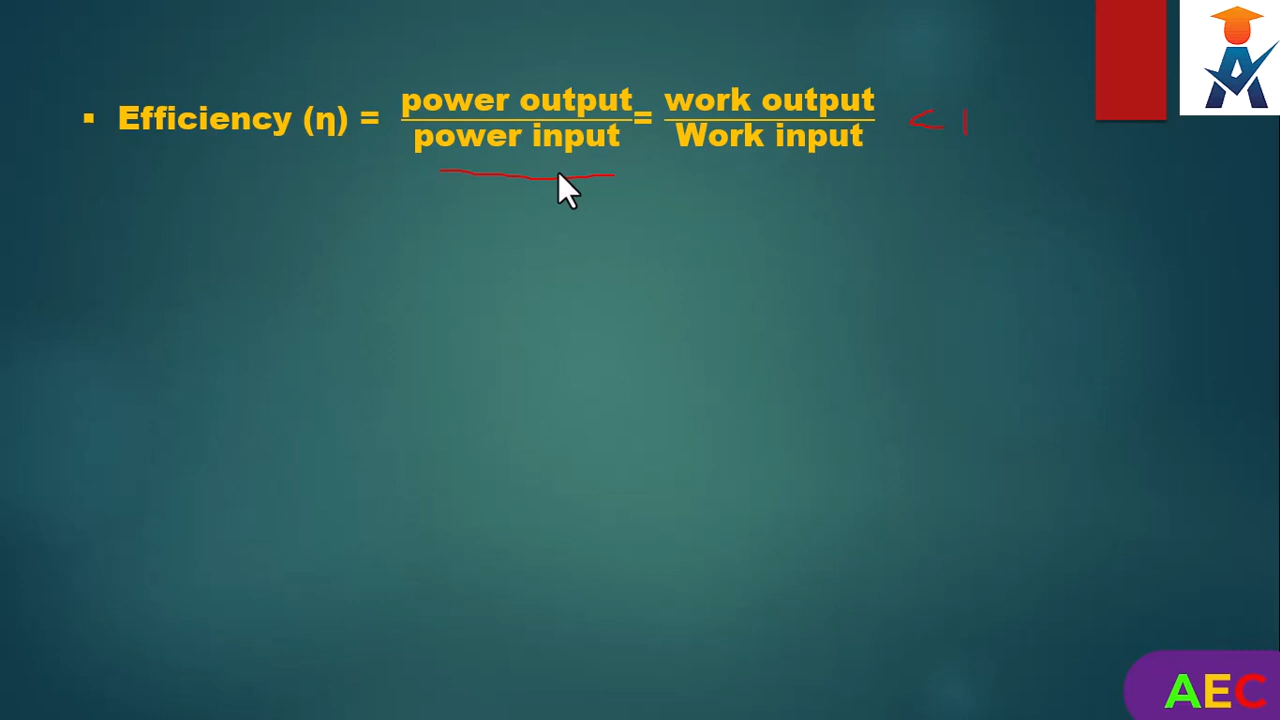 ▪ Efficiency (η) = power output / power input = work output / Work input < 1
AEC